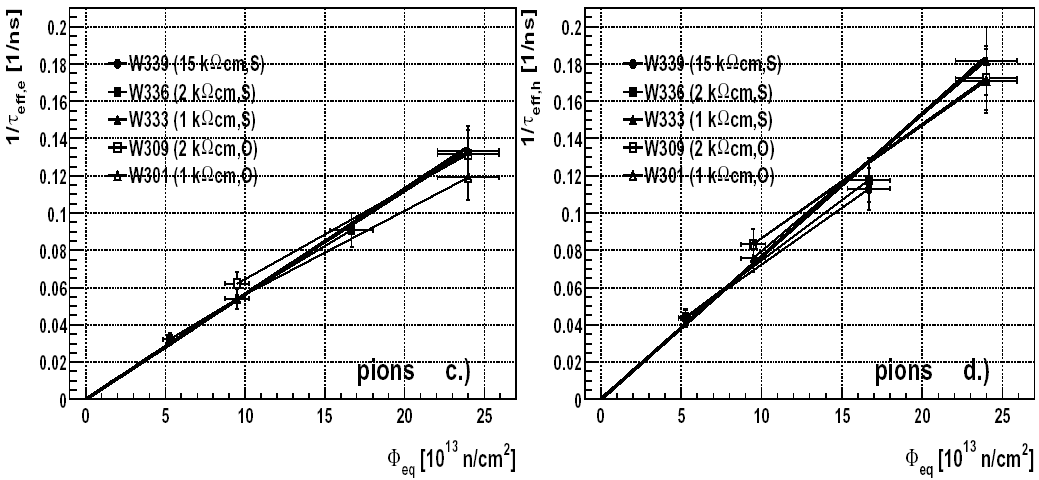 1/τeff,e [1/ns]
0.2
0.18
0.16
0.14
0.12
0.1
0.08
0.06
0.04
0.02
0
W339 (15 kΩcm,S)
W336 (2 kΩcm,S)
W333 (1 kΩcm,S)
W309 (2 kΩcm,O)
W301 (1 kΩcm,O)
pions c.)
0 5 10 15 20 25
Φeq [10^13 n/cm^2]
1/τeff,h [1/ns]
0.2
0.18
0.16
0.14
0.12
0.1
0.08
0.06
0.04
0.02
0
W339 (15 kΩcm,S)
W336 (2 kΩcm,S)
W333 (1 kΩcm,S)
W309 (2 kΩcm,O)
W301 (1 kΩcm,O)
pions d.)
0 5 10 15 20 25
Φeq [10^13 n/cm^2]